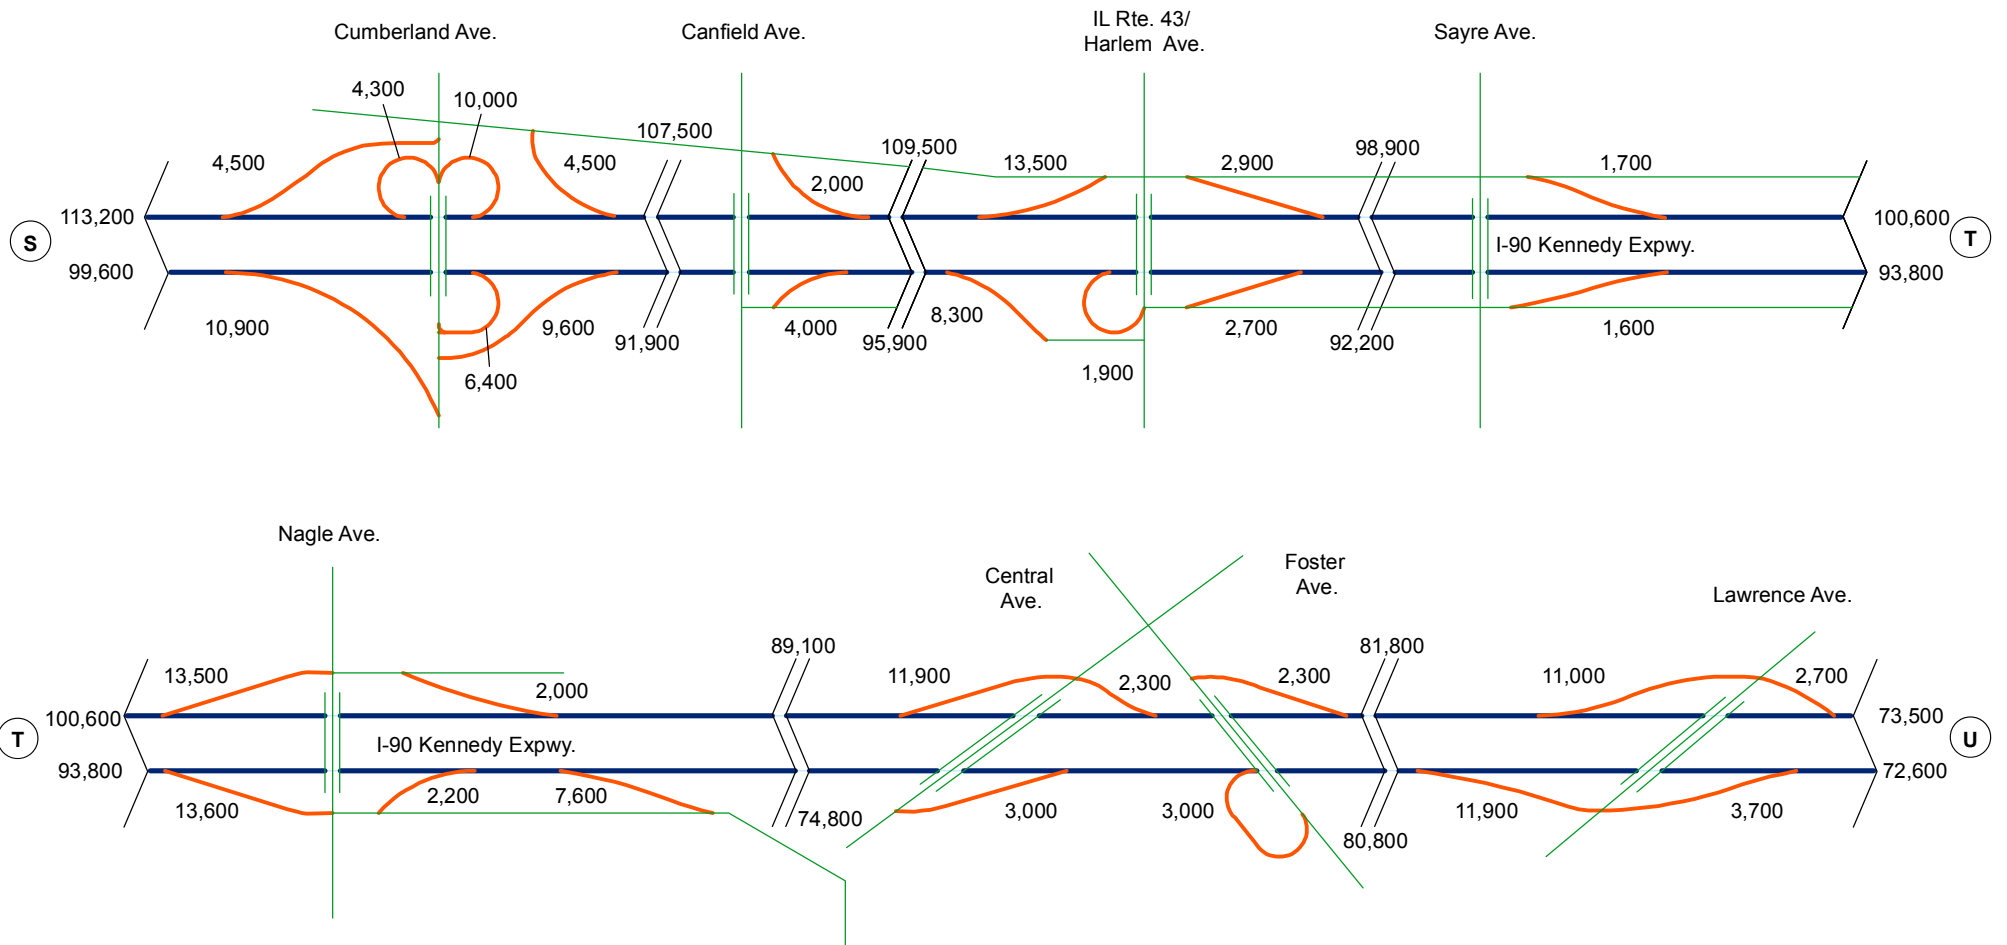 Cumberland Ave.
Canfield Ave.
IL Rte. 43/
Harlem Ave.
Sayre Ave.
4,300
10,000
107,500
109,500
98,900
4,500
4,500
2,000
13,500
2,900
1,700
S
113,200
99,600
I-90 Kennedy Expwy.
100,600
93,800
T
10,900
9,600
6,400
91,900
4,000
95,900
8,300
1,900
2,700
92,200
1,600
Nagle Ave.
Central
Ave.
Foster
Ave.
Lawrence Ave.
13,500
2,000
89,100
11,900
2,300
2,300
81,800
11,000
2,700
T
100,600
93,800
I-90 Kennedy Expwy.
73,500
72,600
U
13,600
2,200
7,600
74,800
3,000
3,000
80,800
11,900
3,700